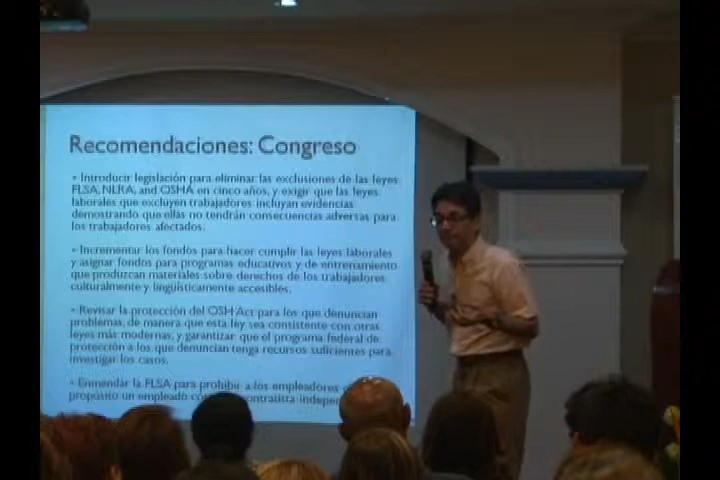 Recomendaciones: Congreso
• Introducir legislación para eliminar las exclusiones de las leyes
FLSA, NLRA, and OSHA en cinco años, y exigir que las leyes
laborales que excluyen trabajadores incluyan evidencias
demostrando que ellas no tendrán consecuencias adversas para
los trabajadores afectados.
• Incrementar los fondos para hacer cumplir las leyes laborales
y asignar fondos para programas educativos y de entrenamiento
que produzcan materiales sobre derechos de los trabajadores
culturalmente y lingüísticamente accesibles.
• Revisar la protección del OSH Act para los que denuncian
problemas, de manera que esta ley sea consistente con otras
leyes más modernas, y garantizar que el programa federal de
protección a los que denuncian tenga recursos suficientes para
investigar los casos.
• Enmendar la FLSA para prohibir a los empleadores
propósito un empleado